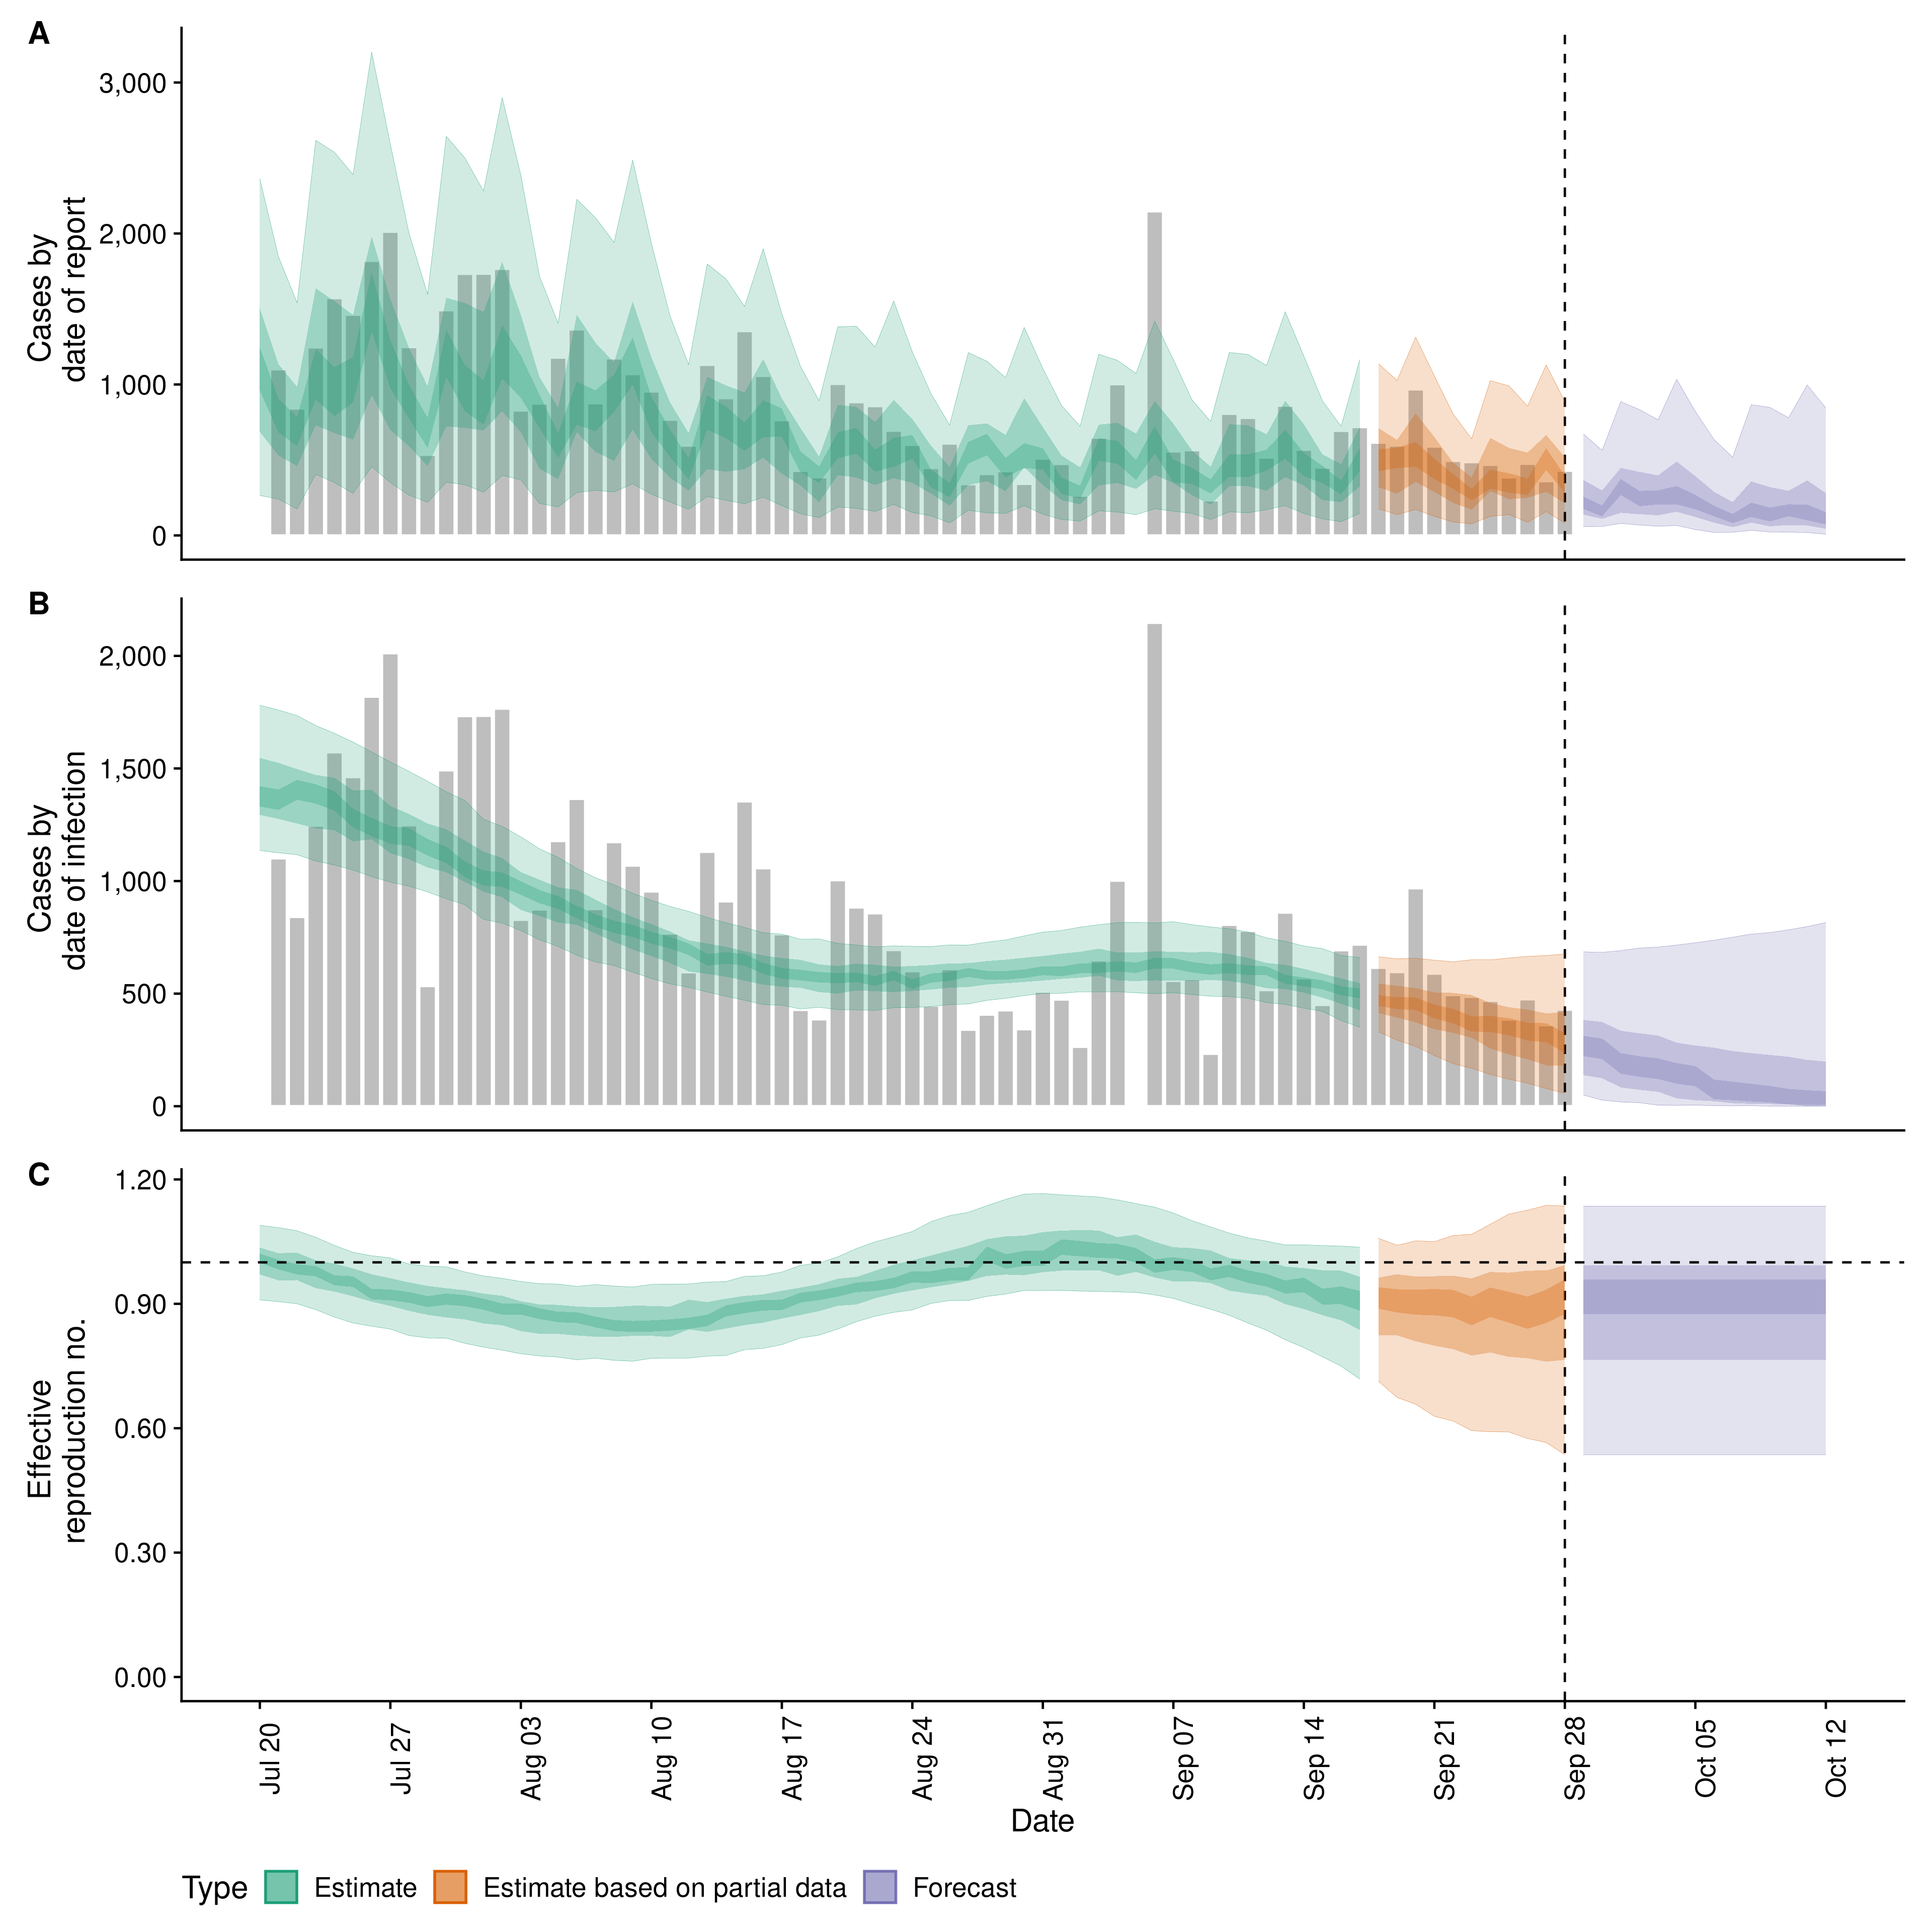 A
Cases by
date of report
3,000
2,000
1,000
0
B
Cases by
date of infection
2,000
1,500
1,000
500
0
C
Effective
reproduction no.
1.20
0.90
0.60
0.30
0.00
Jul 20
Jul 27
Aug 03
Aug 10
Aug 17
Aug 24
Aug 31
Sep 07
Sep 14
Sep 21
Sep 28
Oct 05
Oct 12
Date
Type Estimate Estimate based on partial data Forecast